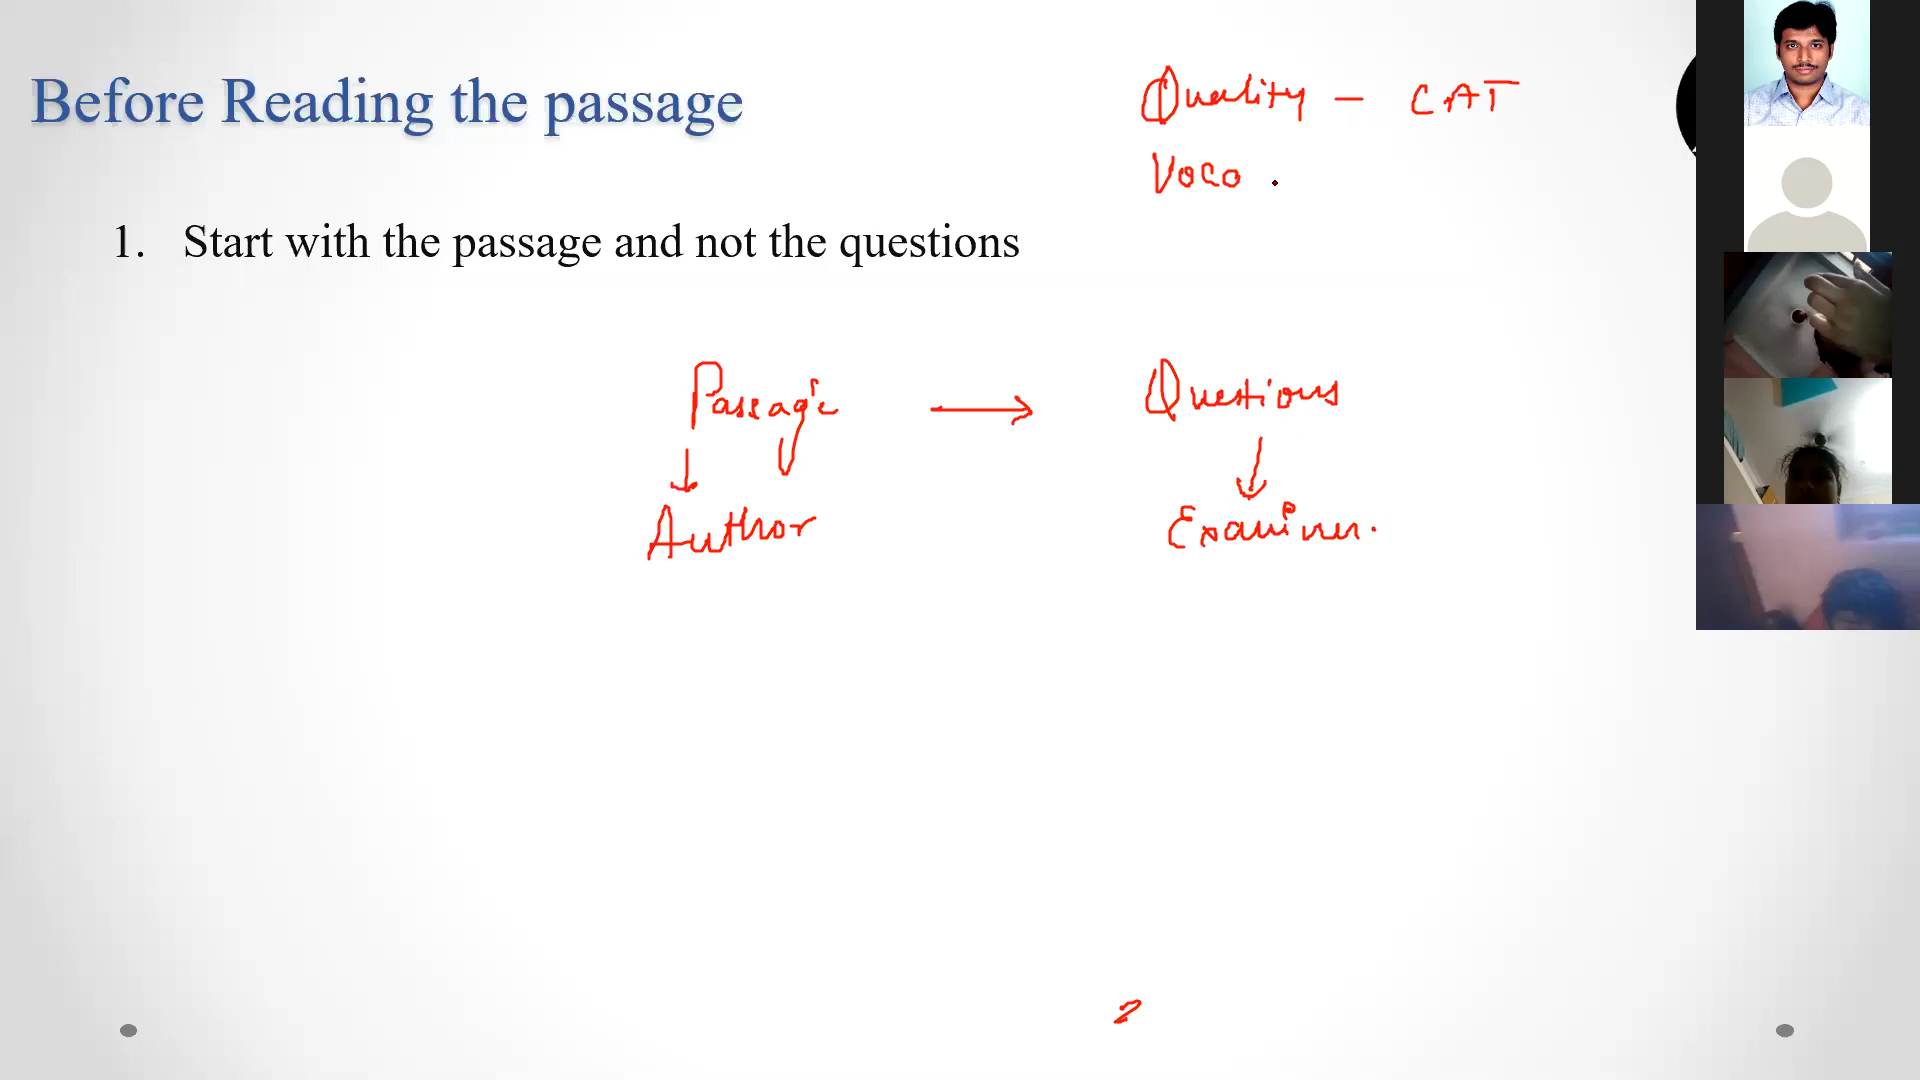 Before Reading the passage
Quality - CAT
Voco
1. Start with the passage and not the questions
Passage → Questions
Author Examiner.